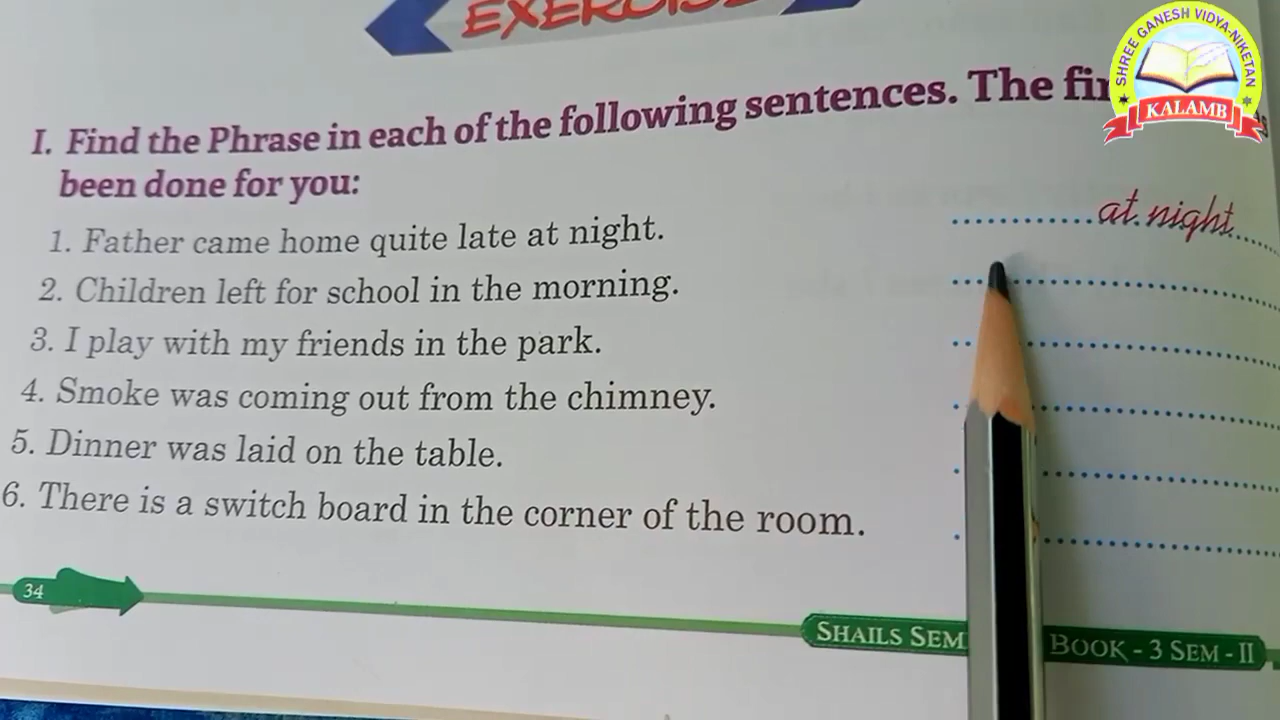 EXERCISE
SHREE GANESH VIDYA-NIKETAN
KALAMB
I. Find the Phrase in each of the following sentences. The
been done for you:
1. Father came home quite late at night. at night
2. Children left for school in the morning.
3. I play with my friends in the park.
4. Smoke was coming out from the chimney.
5. Dinner was laid on the table.
6. There is a switch board in the corner of the room.
34
SHAILS SEM BOOK - 3 SEM - II